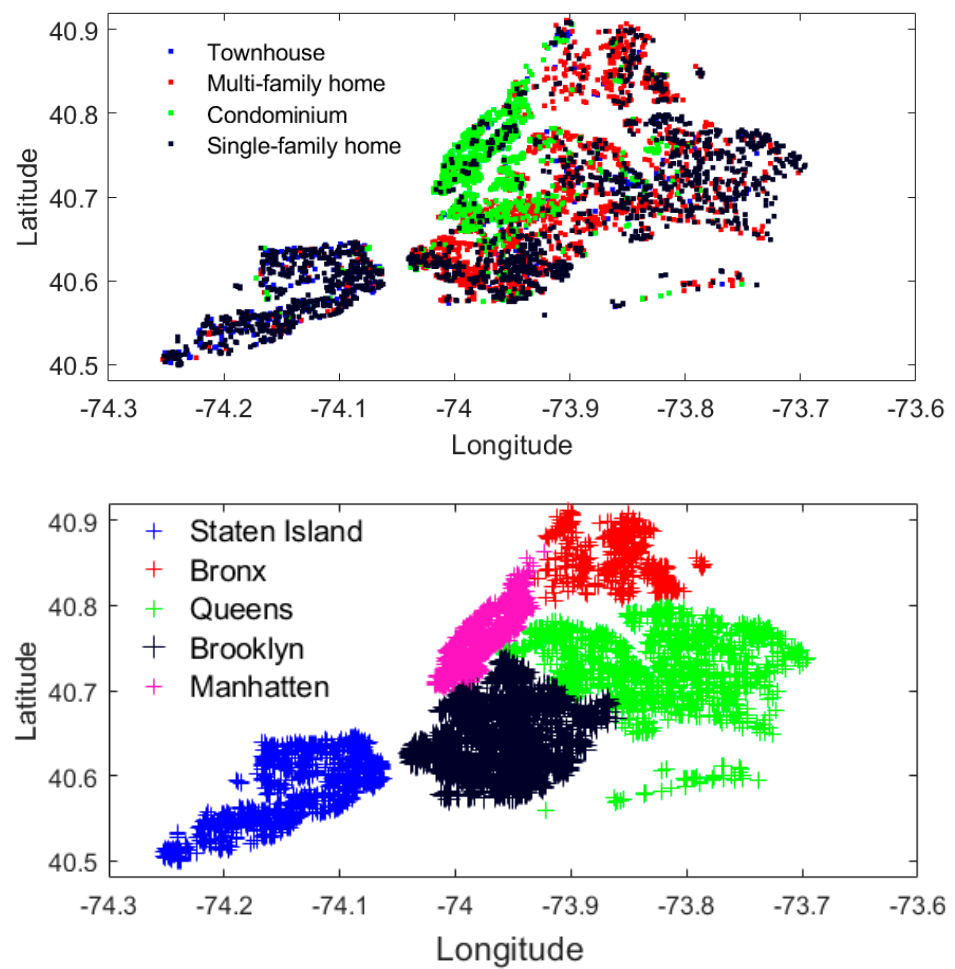 40.9
40.8
40.7
40.6
40.5
Latitude
Townhouse
Multi-family home
Condominium
Single-family home
-74.3 -74.2 -74.1 -74 -73.9 -73.8 -73.7 -73.6
Longitude
40.9
40.8
40.7
40.6
40.5
Latitude
Staten Island
Bronx
Queens
Brooklyn
Manhatten
-74.3 -74.2 -74.1 -74 -73.9 -73.8 -73.7 -73.6
Longitude